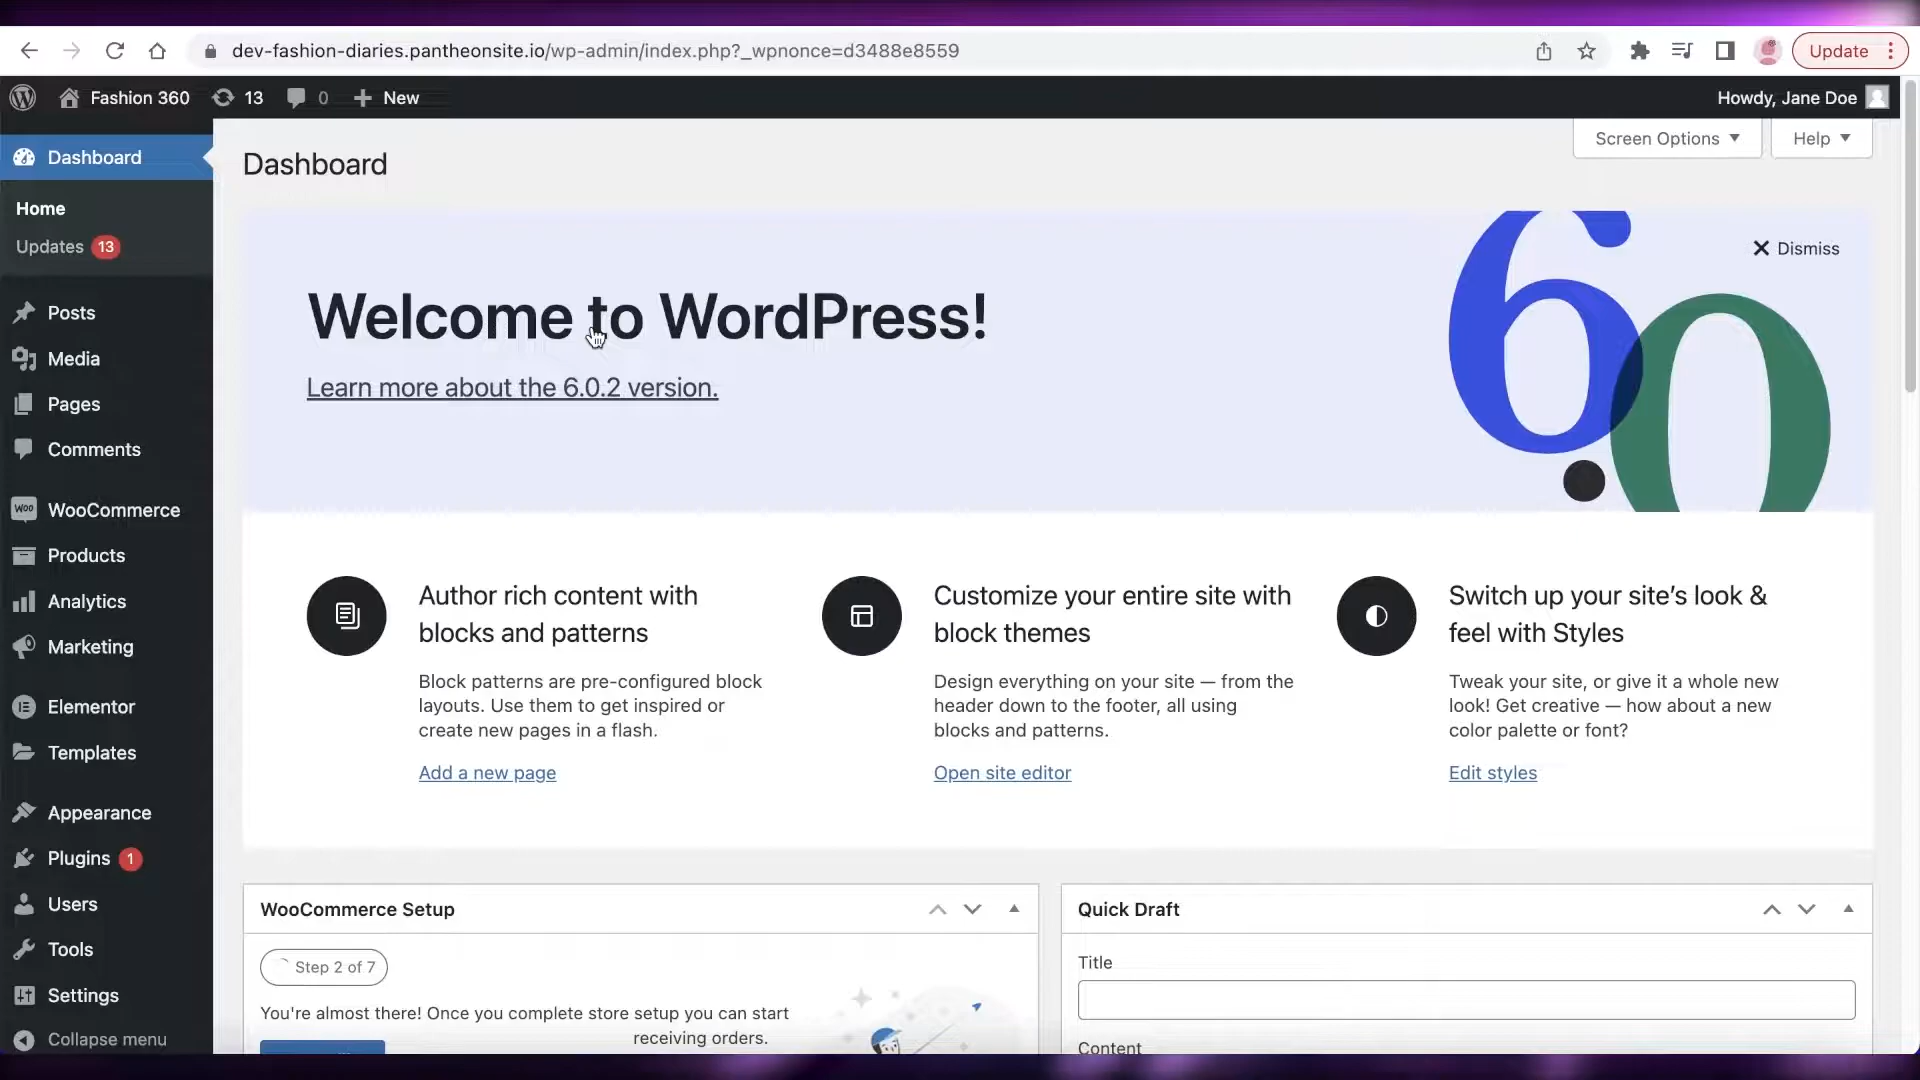 dev-fashion-diaries.pantheonsite.io/wp-admin/index.php?_wpnonce=d3488e8559
Update
Fashion 360
13
0
New
Howdy, Jane Doe
Dashboard
Home
Updates 13
Posts
Media
Pages
Comments
WooCommerce
Products
Analytics
Marketing
Elementor
Templates
Appearance
Plugins 1
Users
Tools
Settings
Collapse menu
Dashboard
Screen Options
Help
Dismiss
Welcome to WordPress!
Learn more about the 6.0.2 version.
6.0
Author rich content with
blocks and patterns
Block patterns are pre-configured block
layouts. Use them to get inspired or
create new pages in a flash.
Add a new page
Customize your entire site with
block themes
Design everything on your site — from the
header down to the footer, all using
blocks and patterns.
Open site editor
Switch up your site’s look &
feel with Styles
Tweak your site, or give it a whole new
look! Get creative — how about a new
color palette or font?
Edit styles
WooCommerce Setup
Step 2 of 7
You're almost there! Once you complete store setup you can start
receiving orders.
Quick Draft
Title
Content